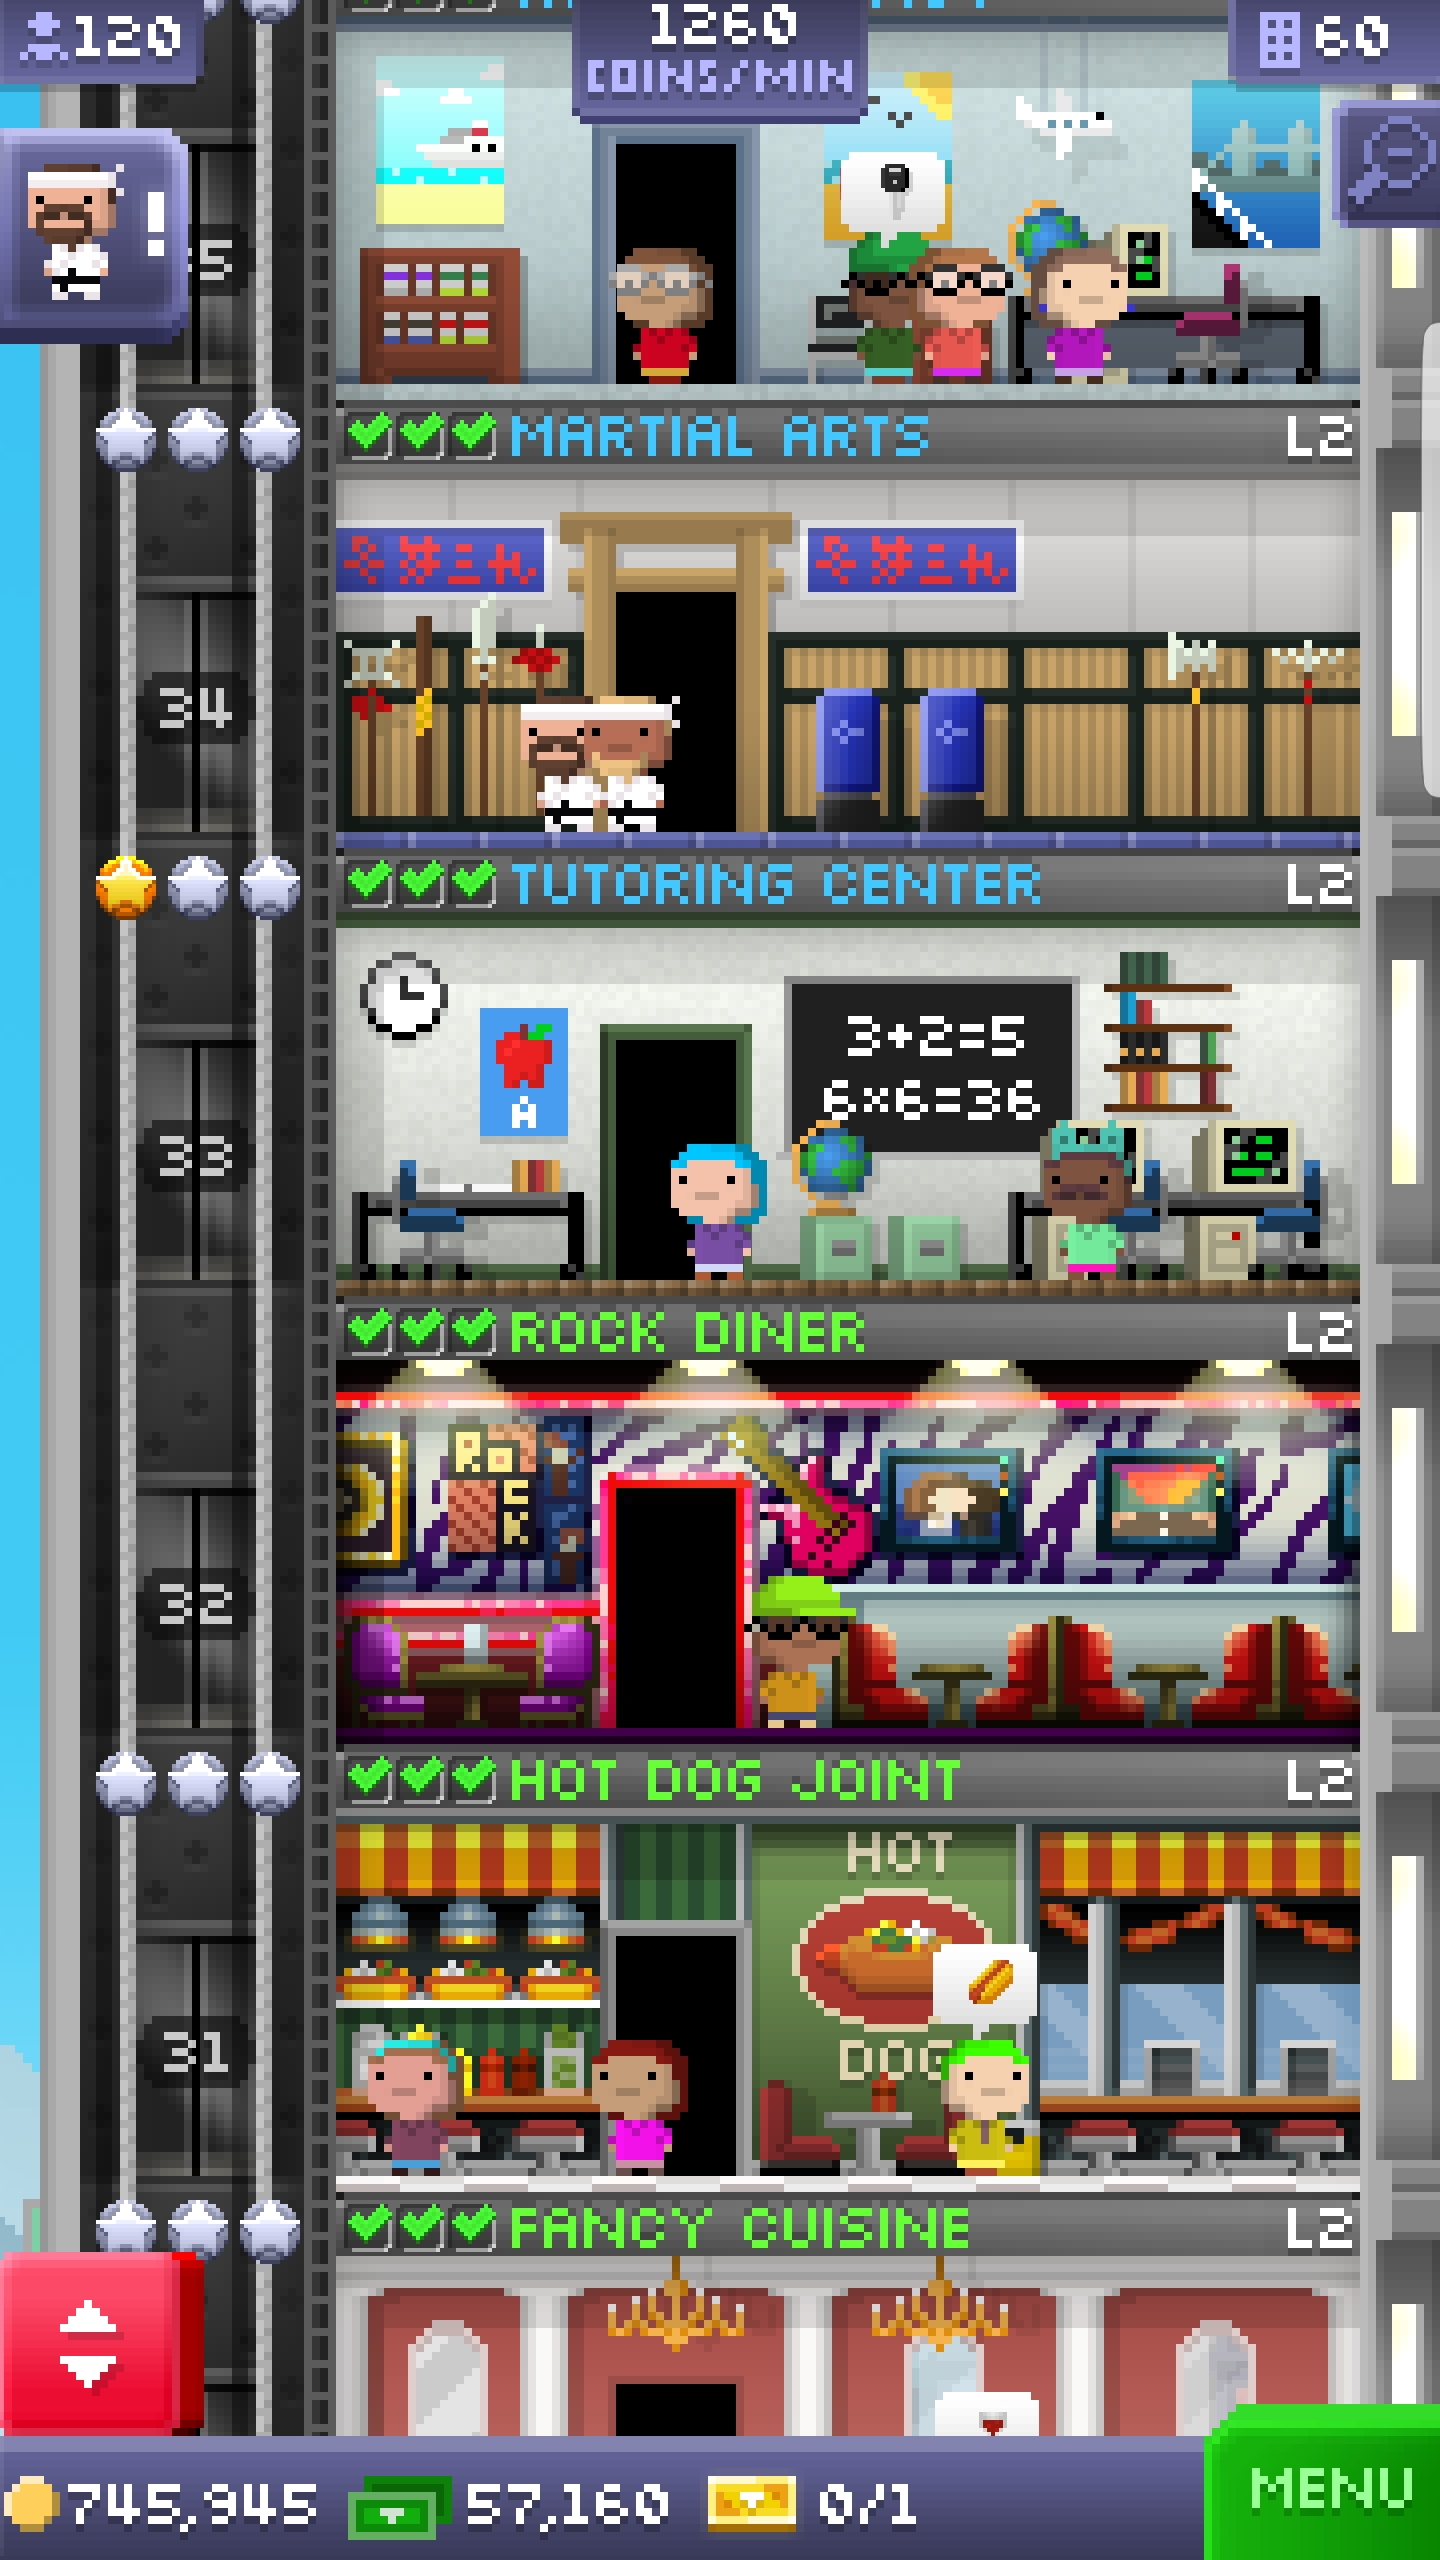 120
1260
COINS/MIN
60
!
5
MARTIAL ARTS
L2
34
TUTORING CENTER
L2
3+2=5
6×6=36
A
33
ROCK DINER
L2
ROCK
32
HOT DOG JOINT
L2
HOT
DOG
31
FANCY CUISINE
L2
745,945
57,160
0/1
MENU